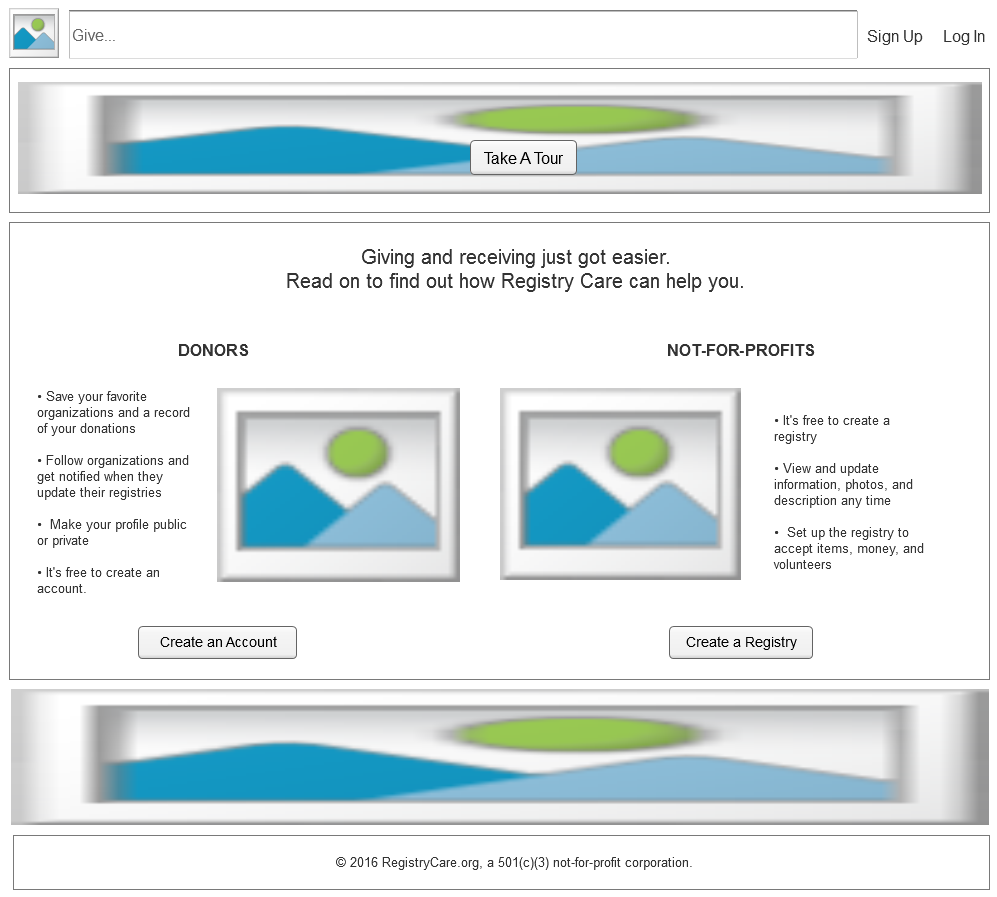 Give...
Sign Up
Log In
Take A Tour
Giving and receiving just got easier.
Read on to find out how Registry Care can help you.
DONORS
• Save your favorite
organizations and a record
of your donations
• Follow organizations and
get notified when they
update their registries
• Make your profile public
or private
• It's free to create an
account.
Create an Account
NOT-FOR-PROFITS
• It's free to create a
registry
• View and update
information, photos, and
description any time
• Set up the registry to
accept items, money, and
volunteers
Create a Registry
© 2016 RegistryCare.org, a 501(c)(3) not-for-profit corporation.